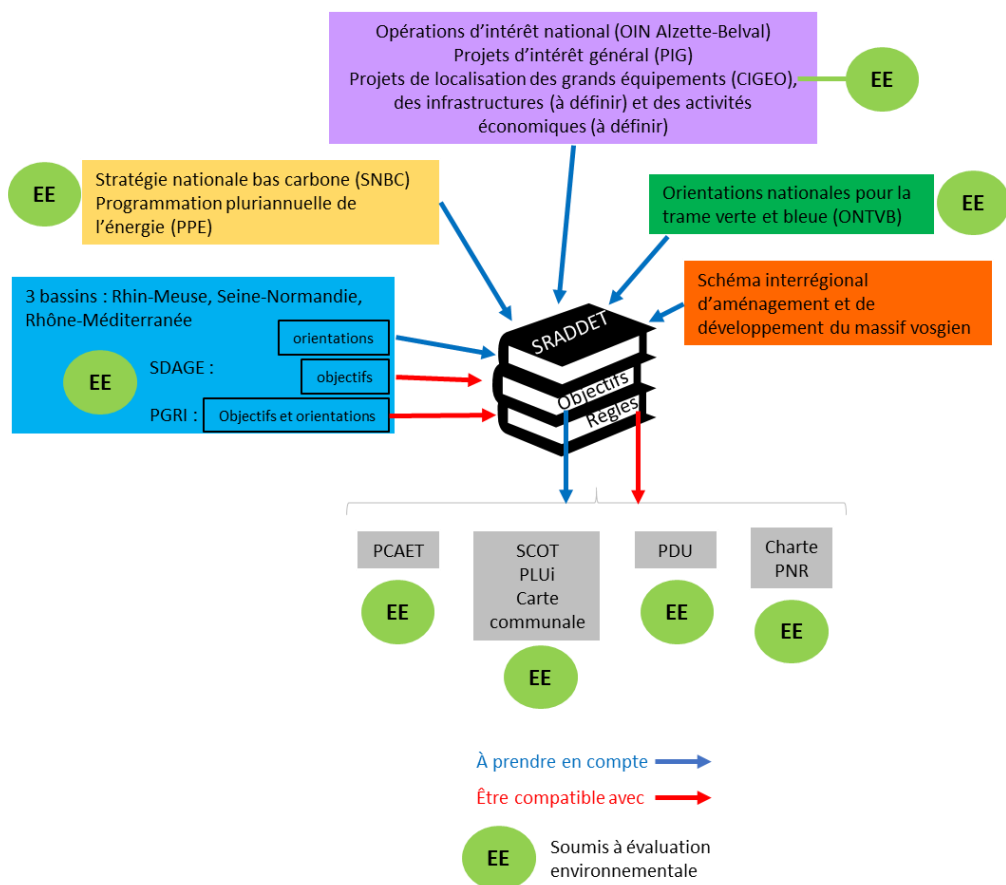 Opérations d’intérêt national (OIN Alzette-Belval)
Projets d’intérêt général (PIG)
Projets de localisation des grands équipements (CIGEO),
des infrastructures (à définir) et des activités
économiques (à définir)
EE
EE
Stratégie nationale bas carbone (SNBC)
Programmation pluriannuelle de
l’énergie (PPE)
Orientations nationales pour la
trame verte et bleue (ONTVB)
EE
3 bassins : Rhin-Meuse, Seine-Normandie,
Rhône-Méditerranée
orientations
EE
SDAGE :
objectifs
PGRI :
Objectifs et orientations
Schéma interrégional
d’aménagement et de
développement du massif vosgien
SRADDET
Objectifs
Règles
PCAET
EE
SCOT
PLUi
Carte
communale
EE
PDU
EE
Charte
PNR
EE
À prendre en compte
Être compatible avec
EE
Soumis à évaluation
environnementale